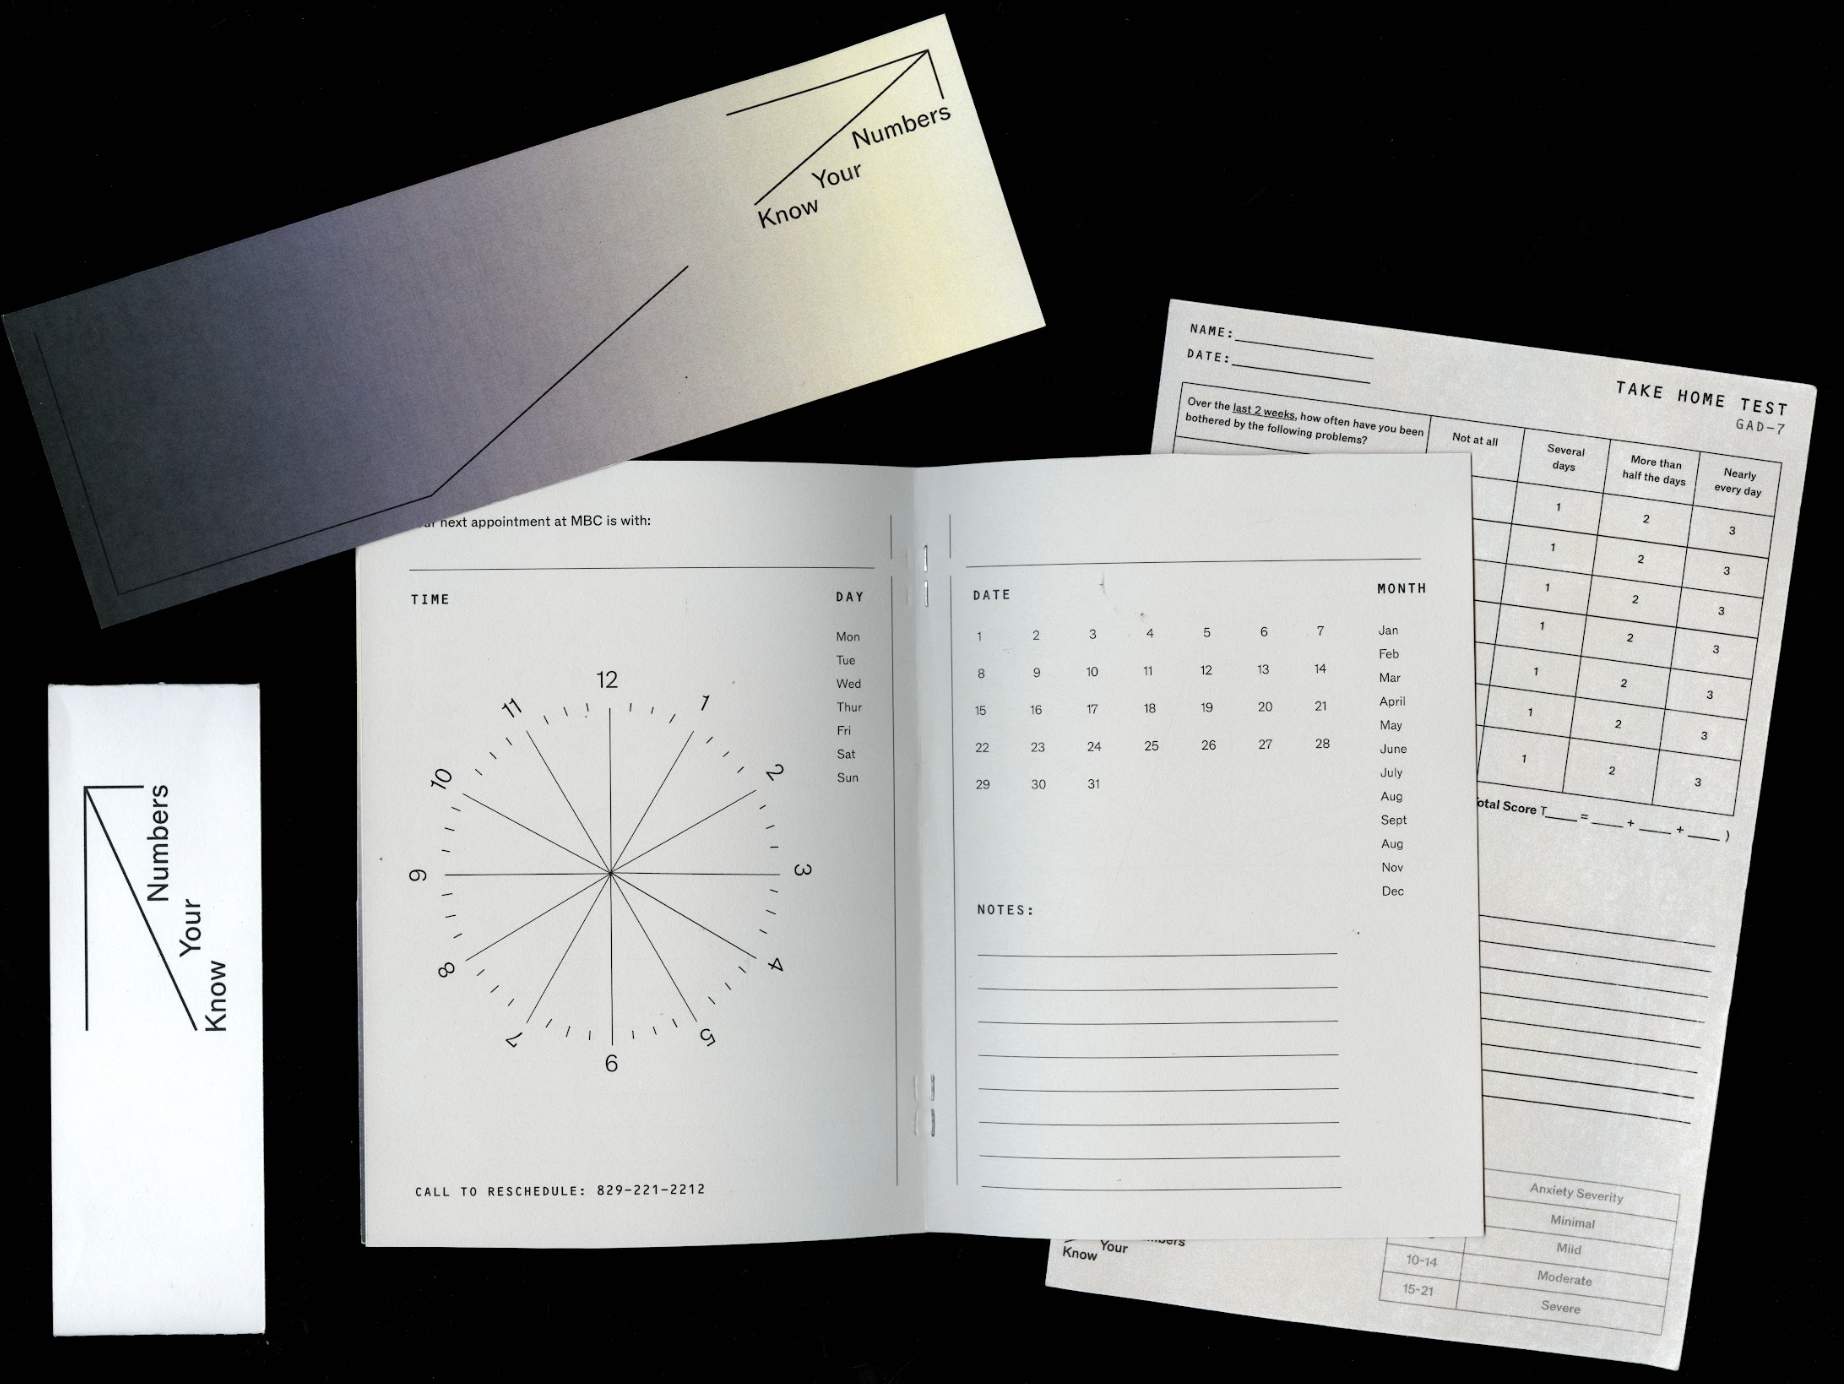 Know
Your
Numbers
Know
Your
Numbers
next appointment at MBC is with:
TIME
DAY
Mon
Tue
Wed
Thur
Fri
Sat
Sun
12
1
2
3
4
5
6
7
8
9
10
11
CALL TO RESCHEDULE: 829-221-2212
DATE
MONTH
1 2 3 4 5 6 7
8 9 10 11 12 13 14
15 16 17 18 19 20 21
22 23 24 25 26 27 28
29 30 31
Jan
Feb
Mar
April
May
June
July
Aug
Sept
Aug
Nov
Dec
NOTES:
NAME:
DATE:
TAKE HOME TEST
GAD-7
Over the last 2 weeks, how often have you been
bothered by the following problems?
Not at all
Several
days
More than
half the days
Nearly
every day
1 2 3
1 2 3
1 2 3
1 2 3
1 2 3
1 2 3
1 2 3
Score T____ = ____ + ____ + ____ )
Anxiety Severity
Minimal
Mild
10-14 Moderate
15-21 Severe
Know
Your